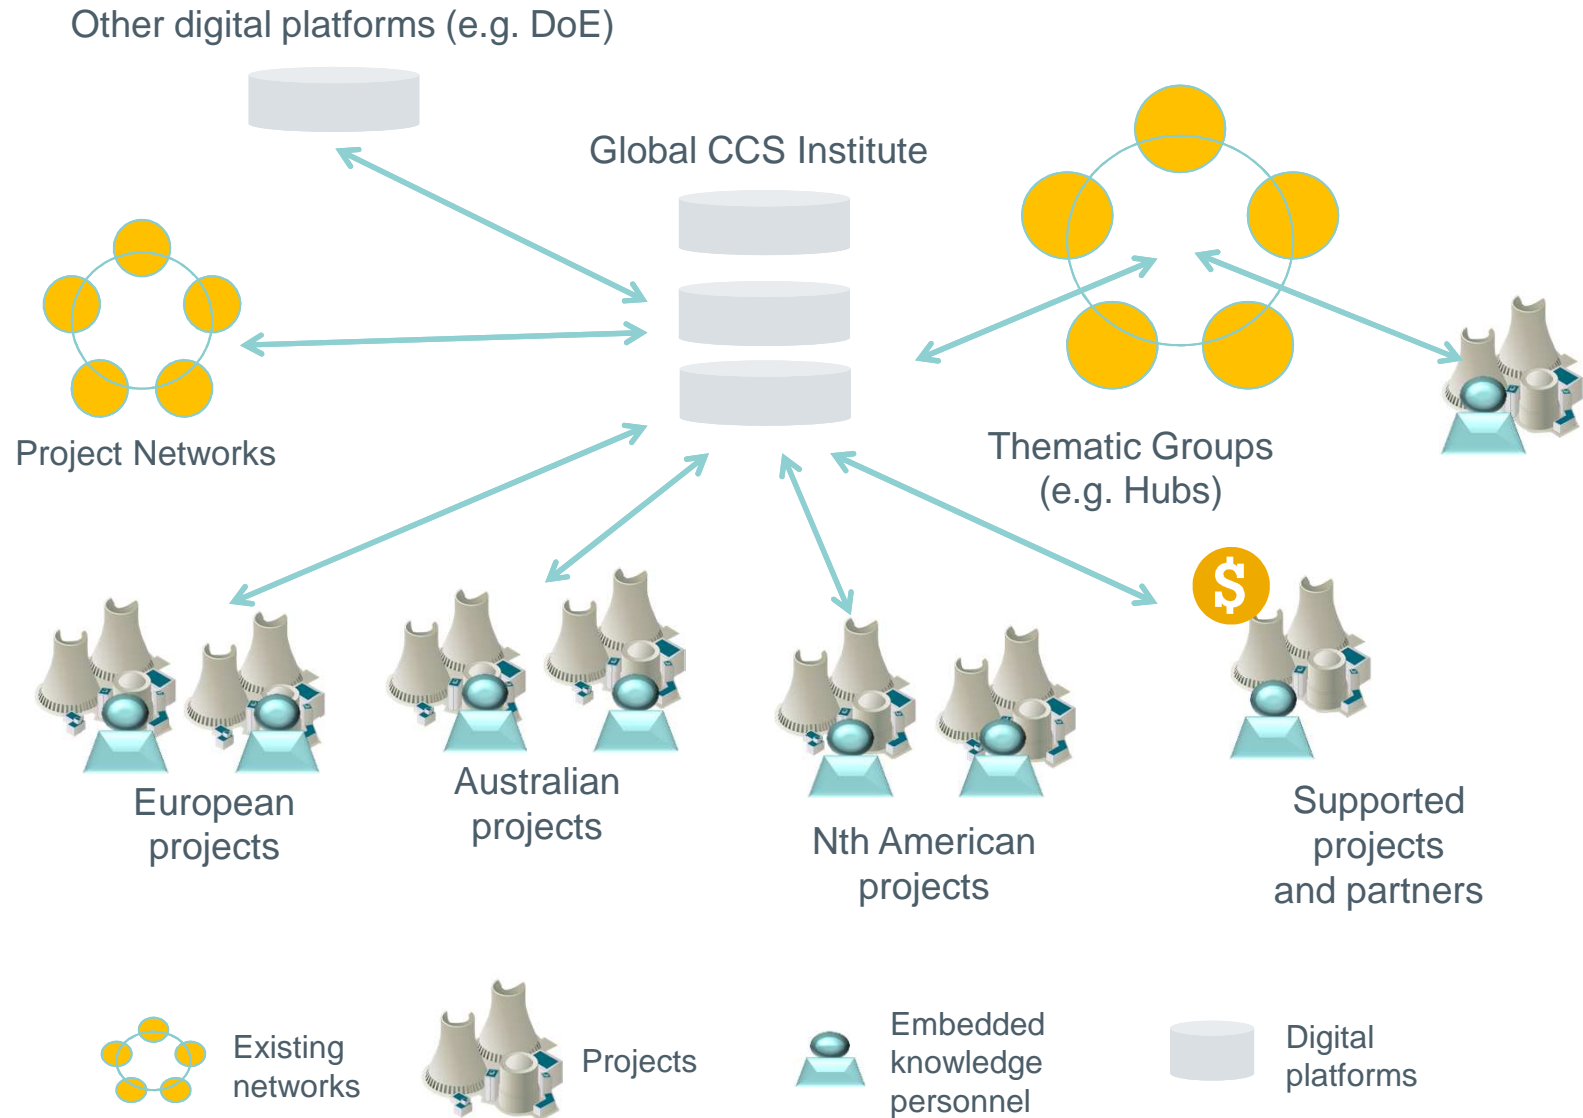 Other digital platforms (e.g. DoE)
Global CCS Institute
Project Networks
Thematic Groups
(e.g. Hubs)
$
European
projects
Australian
projects
Nth American
projects
Supported
projects
and partners
Existing
networks
Projects
Embedded
knowledge
personnel
Digital
platforms